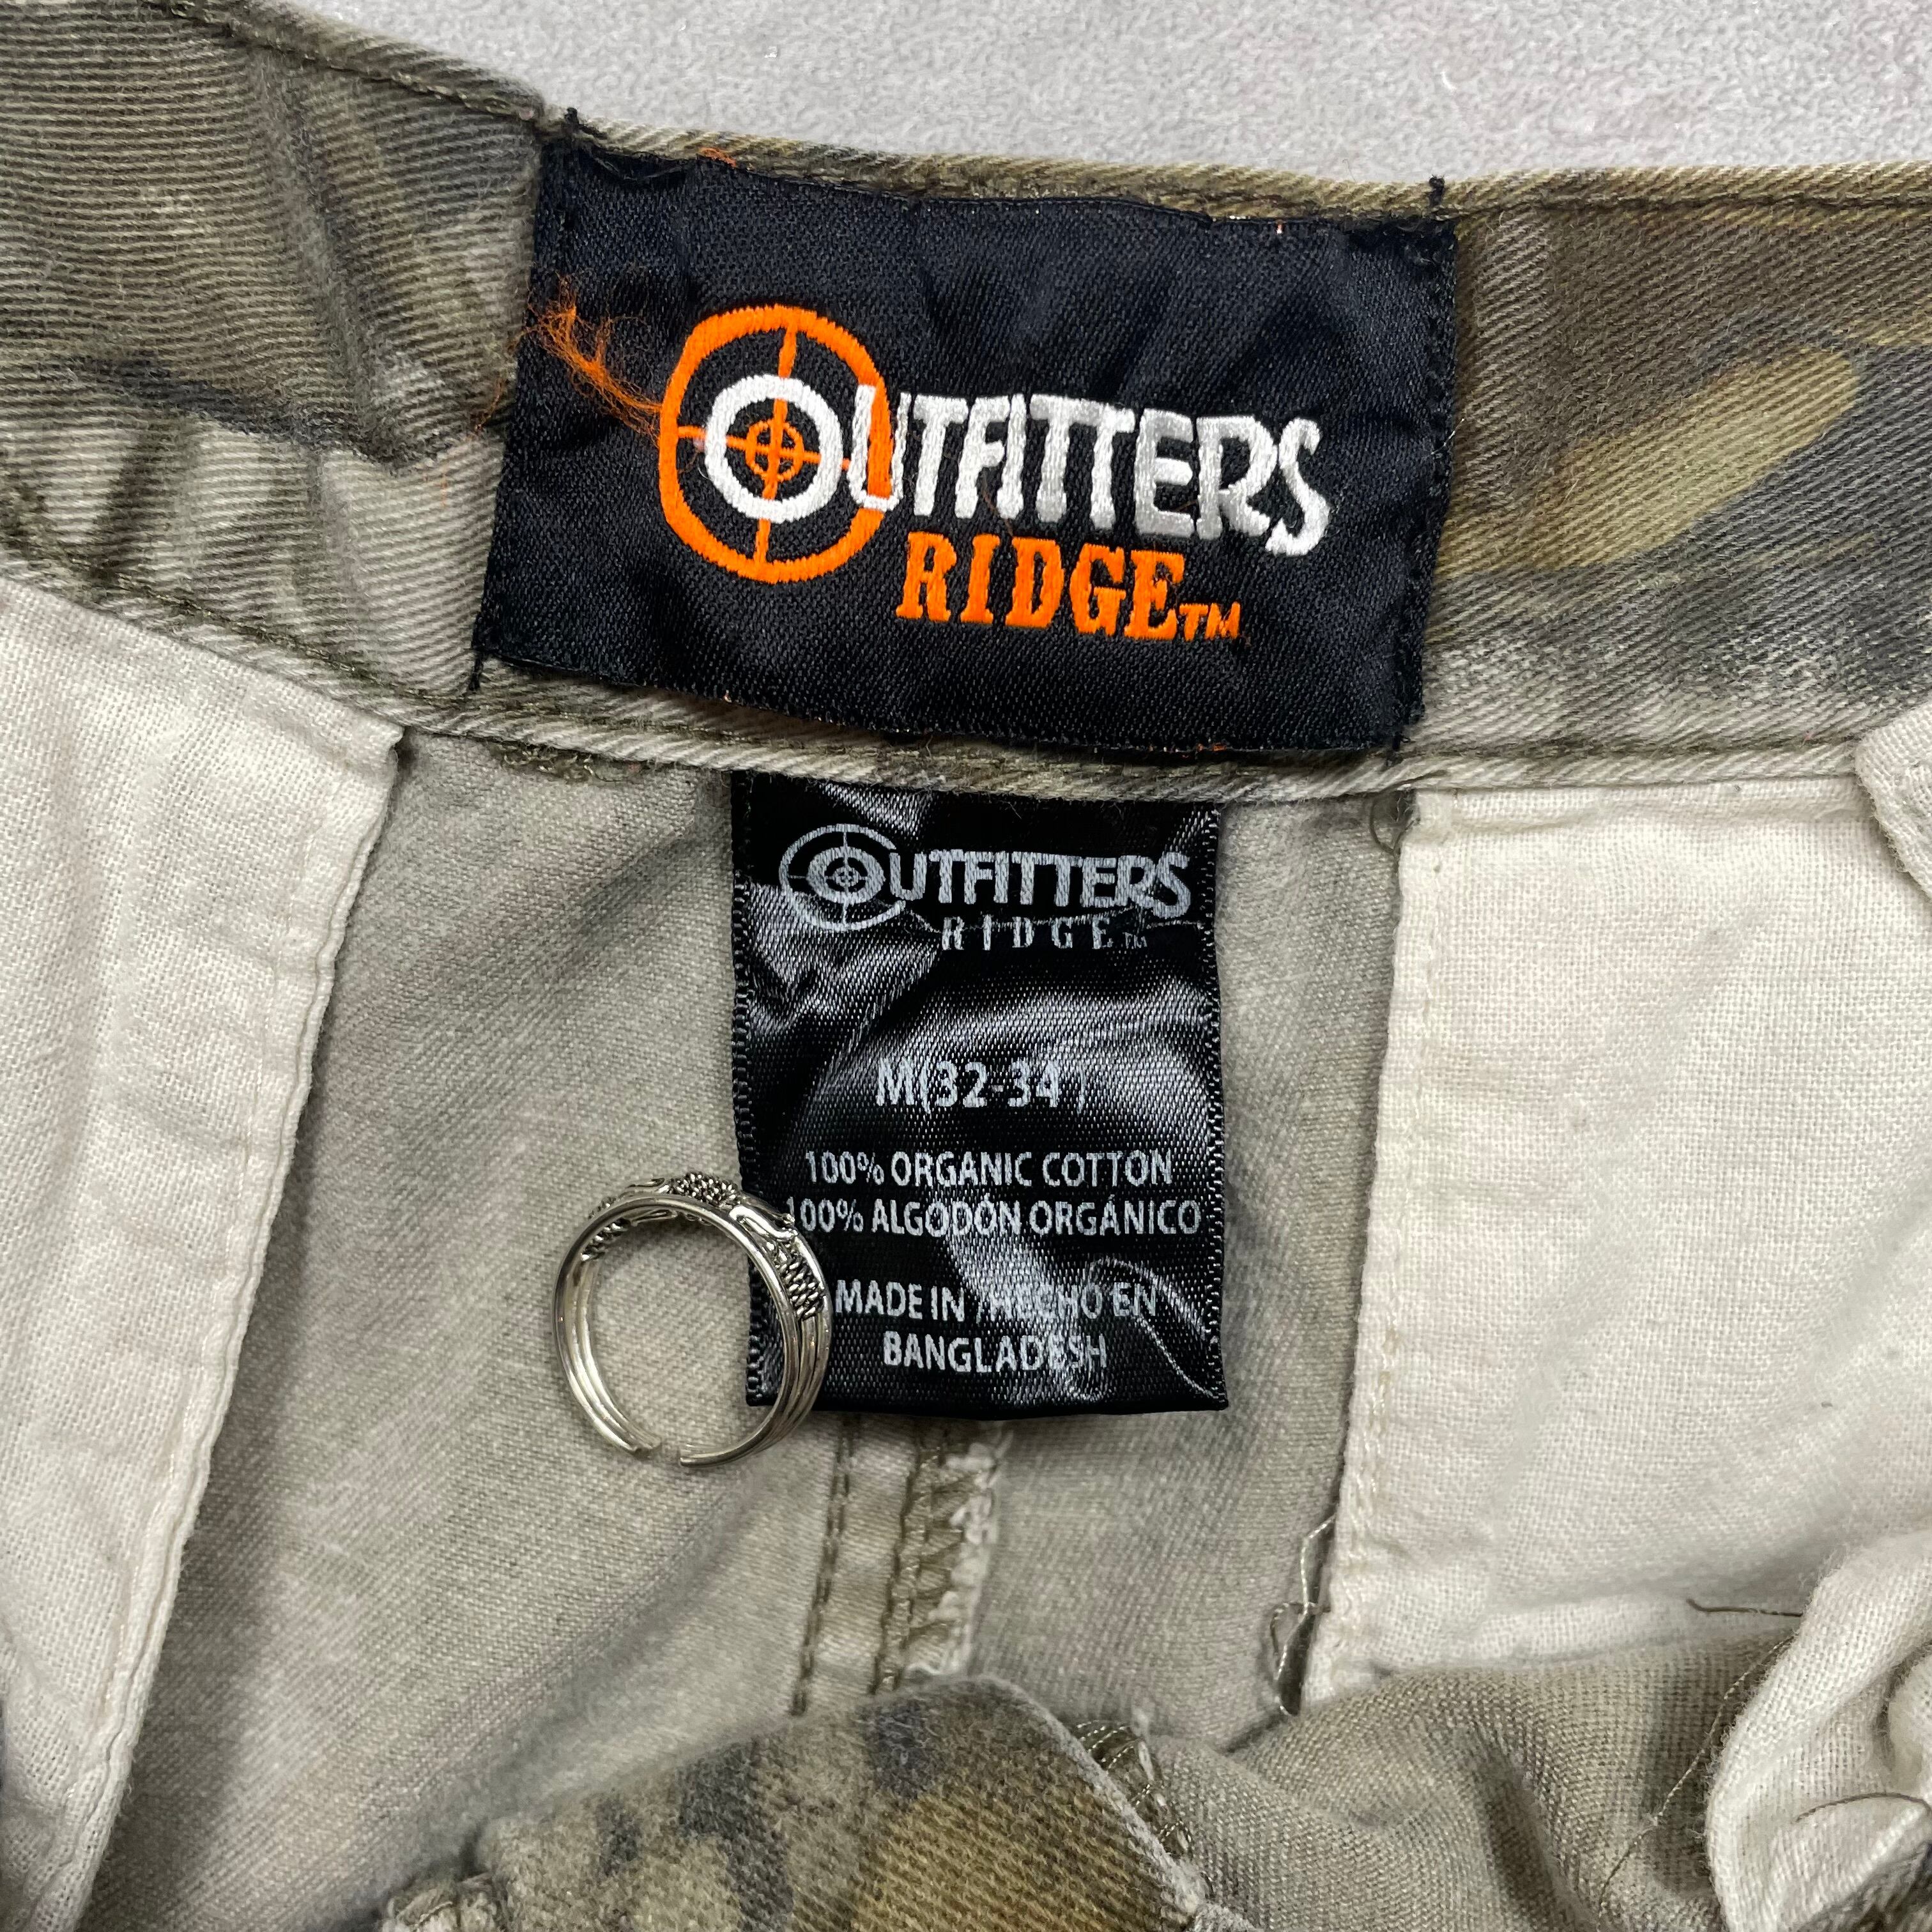 OUTFITTERS
RIDGE™
OUTFITTERS
RIDGE™
M(32-34)
100% ORGANIC COTTON
100% ALGODÓN ORGÁNICO
MADE IN / HECHO EN
BANGLADESH